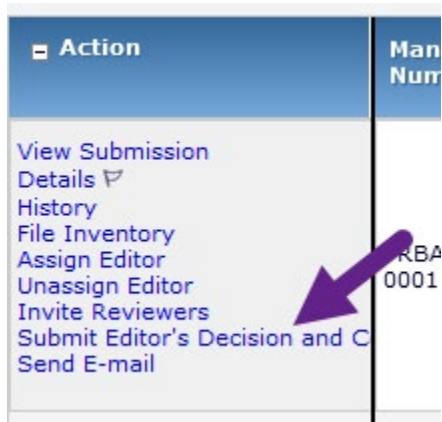 Action
Man
Num
View Submission
Details
History
File Inventory
Assign Editor
Unassign Editor
Invite Reviewers
Submit Editor's Decision and C
Send E-mail
RBA
0001